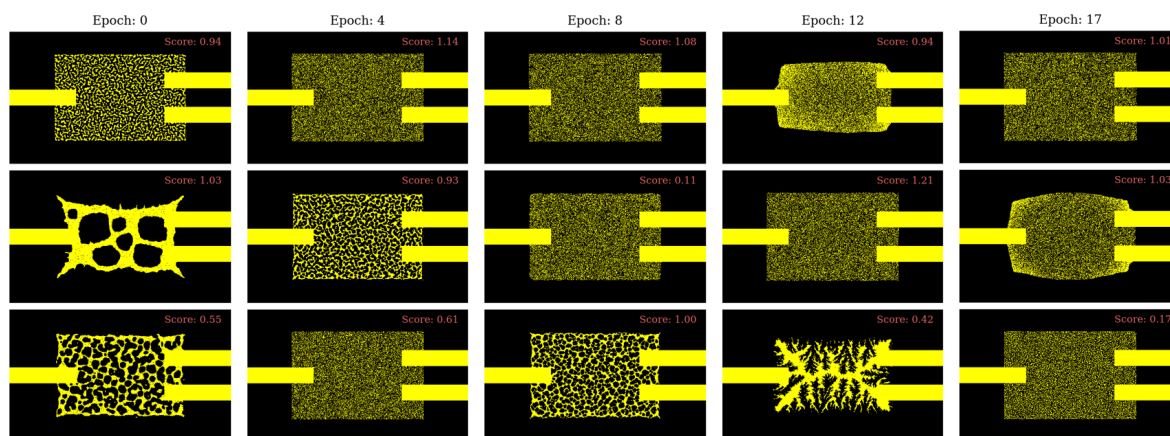 Epoch: 0
Epoch: 4
Epoch: 8
Epoch: 12
Epoch: 17
Score: 0.94
Score: 1.14
Score: 1.08
Score: 0.94
Score: 1.01
Score: 1.03
Score: 0.93
Score: 0.11
Score: 1.21
Score: 1.03
Score: 0.55
Score: 0.61
Score: 1.00
Score: 0.42
Score: 0.17